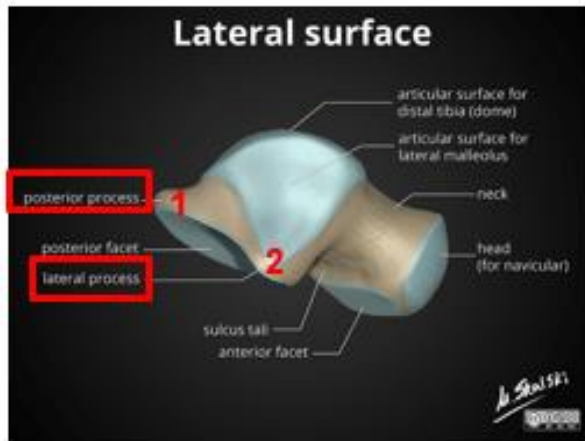 Lateral surface
articular surface for
distal tibia (dome)
articular surface for
lateral malleolus
posterior process
1
neck
posterior facet
2
head
(for navicular)
lateral process
sulcus tali
anterior facet
M. Skalski